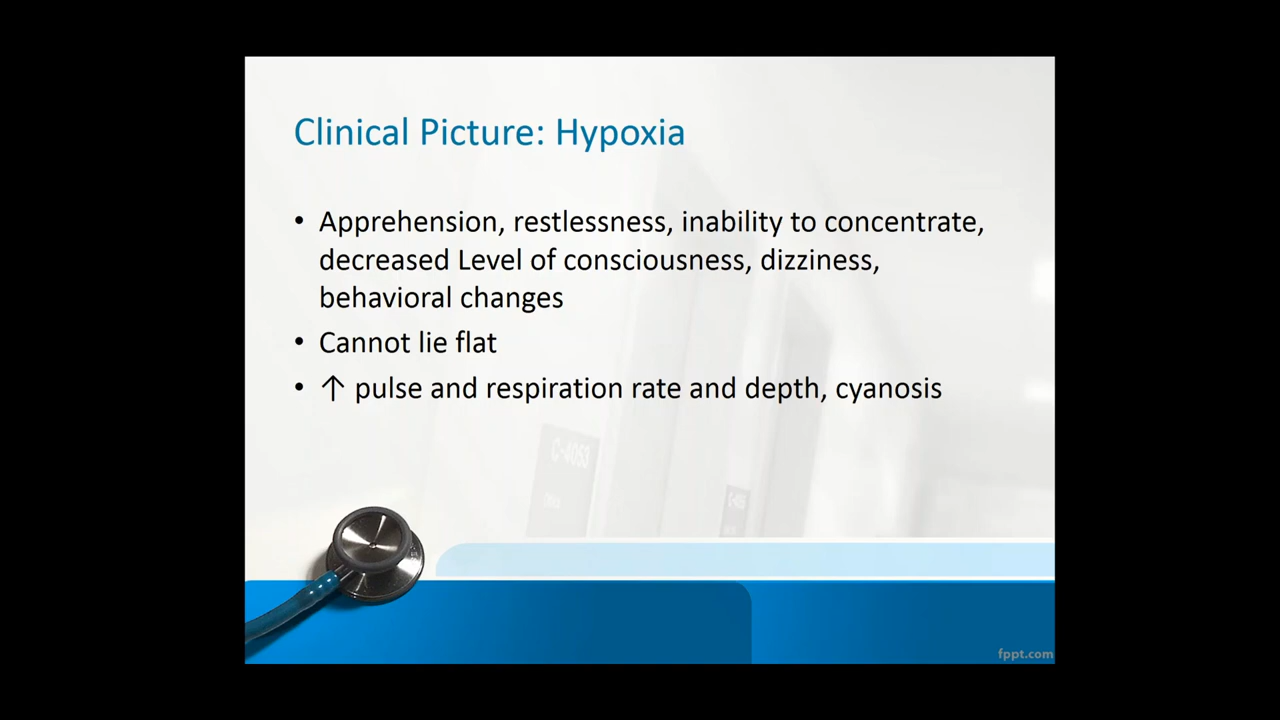 Clinical Picture: Hypoxia
• Apprehension, restlessness, inability to concentrate,
decreased Level of consciousness, dizziness,
behavioral changes
• Cannot lie flat
• ↑ pulse and respiration rate and depth, cyanosis
C-4053
fppt.com